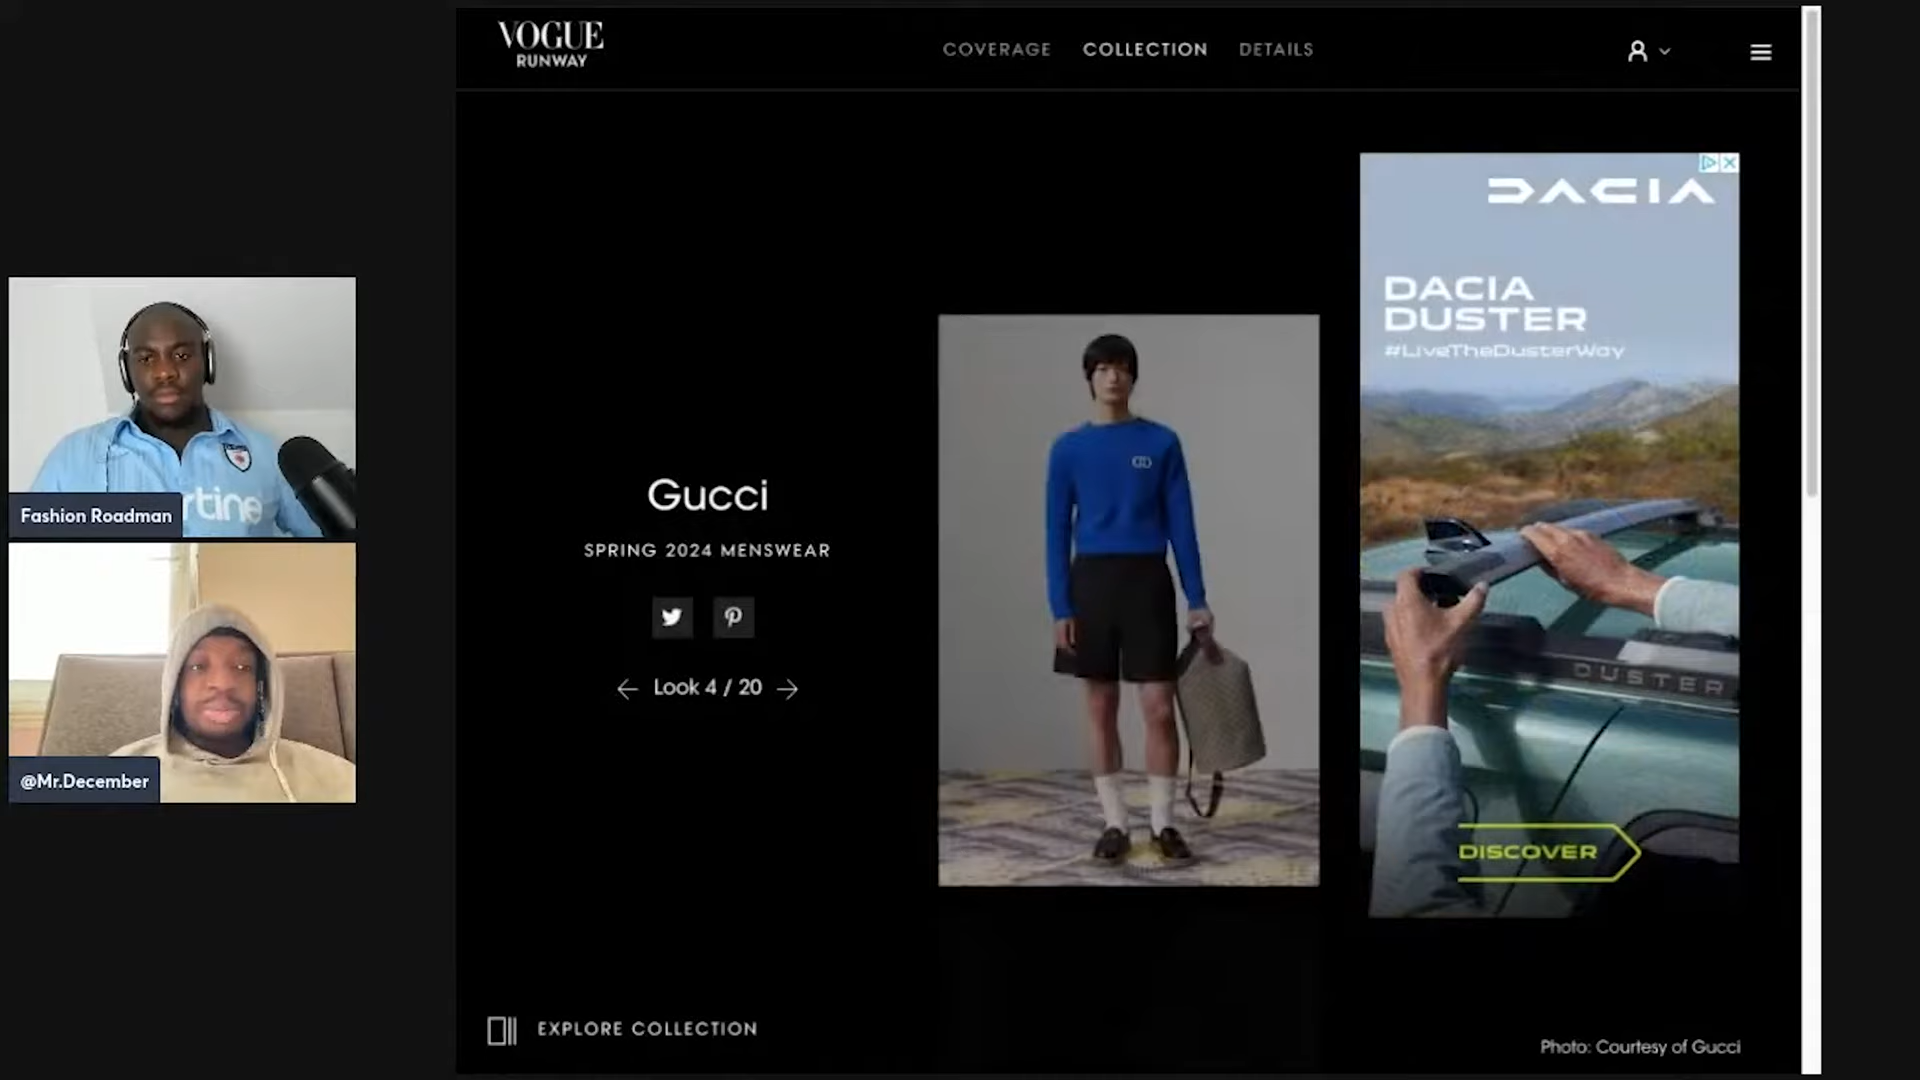 VOGUE
RUNWAY
COVERAGE
COLLECTION
DETAILS
DACIA
DACIA
DUSTER
#LiveTheDusterWay
Gucci
SPRING 2024 MENSWEAR
Look 4 / 20
rtine
Fashion Roadman
DUSTER
@Mr.December
DISCOVER
EXPLORE COLLECTION
Photo: Courtesy of Gucci